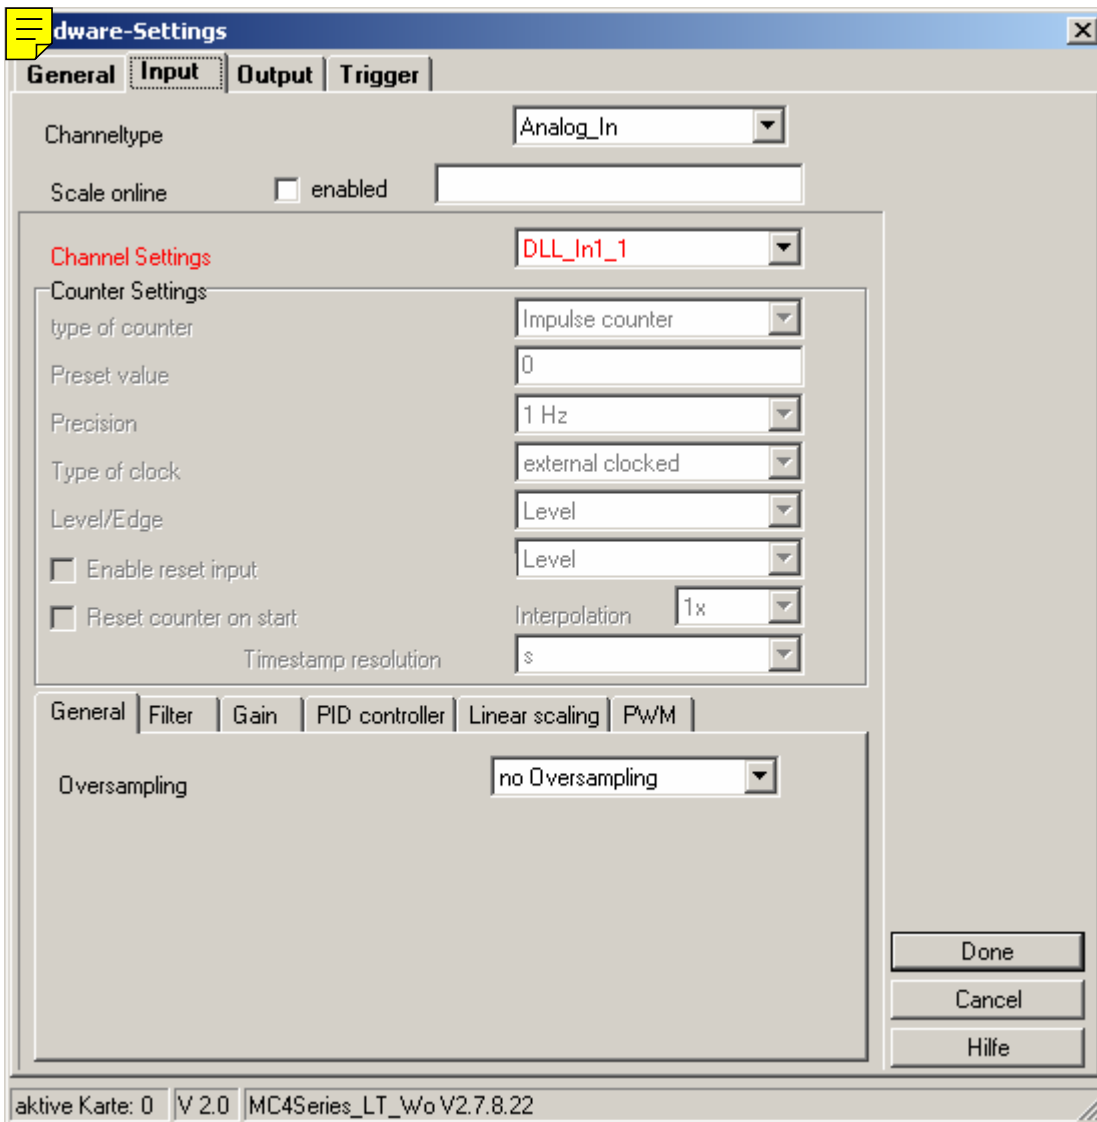 dware-Settings
General Input Output Trigger
Channeltype Analog_In
Scale online enabled
Channel Settings DLL_In1_1
Counter Settings
type of counter Impulse counter
Preset value 0
Precision 1 Hz
Type of clock external clocked
Level/Edge Level
Enable reset input Level
Reset counter on start Interpolation 1x
Timestamp resolution s
General Filter Gain PID controller Linear scaling PWM
Oversampling no Oversampling
Done
Cancel
Hilfe
aktive Karte: 0 V 2.0 MC4Series_LT_Wo V2.7.8.22